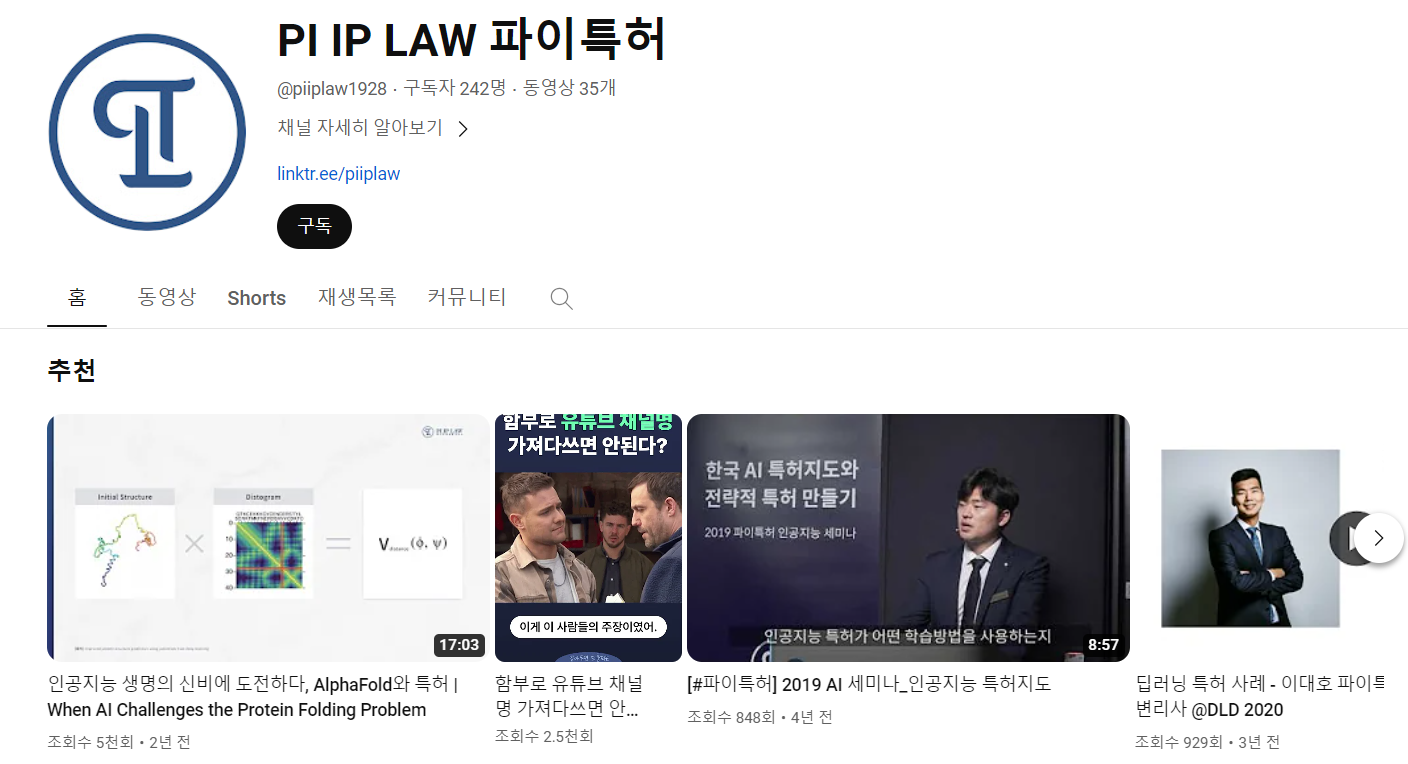 PI IP LAW 파이특허
@piiplaw1928 · 구독자 242명 · 동영상 35개
채널 자세히 알아보기
linktr.ee/piiplaw
구독
홈 동영상 Shorts 재생목록 커뮤니티
추천
PI IP LAW
Initial Structure
Distogram
0
10
20
30
40
V distance (ϕ, ψ)
17:03
함부로 유튜브 채널명
가져다쓰면 안된다?
이게 이 사람들의 주장이었어.
한국 AI 특허지도와
전략적 특허 만들기
2019 파이특허 인공지능 세미나
인공지능 특허가 어떤 학습방법을 사용하는지
8:57
인공지능 생명의 신비에 도전하다, AlphaFold와 특허 |
When AI Challenges the Protein Folding Problem
조회수 5천회 • 2년 전
함부로 유튜브 채널
명 가져다쓰면 안...
조회수 2.5천회
[#파이특허] 2019 AI 세미나_인공지능 특허지도
조회수 848회 • 4년 전
딥러닝 특허 사례 - 이대호 파이특
변리사 @DLD 2020
조회수 929회 • 3년 전